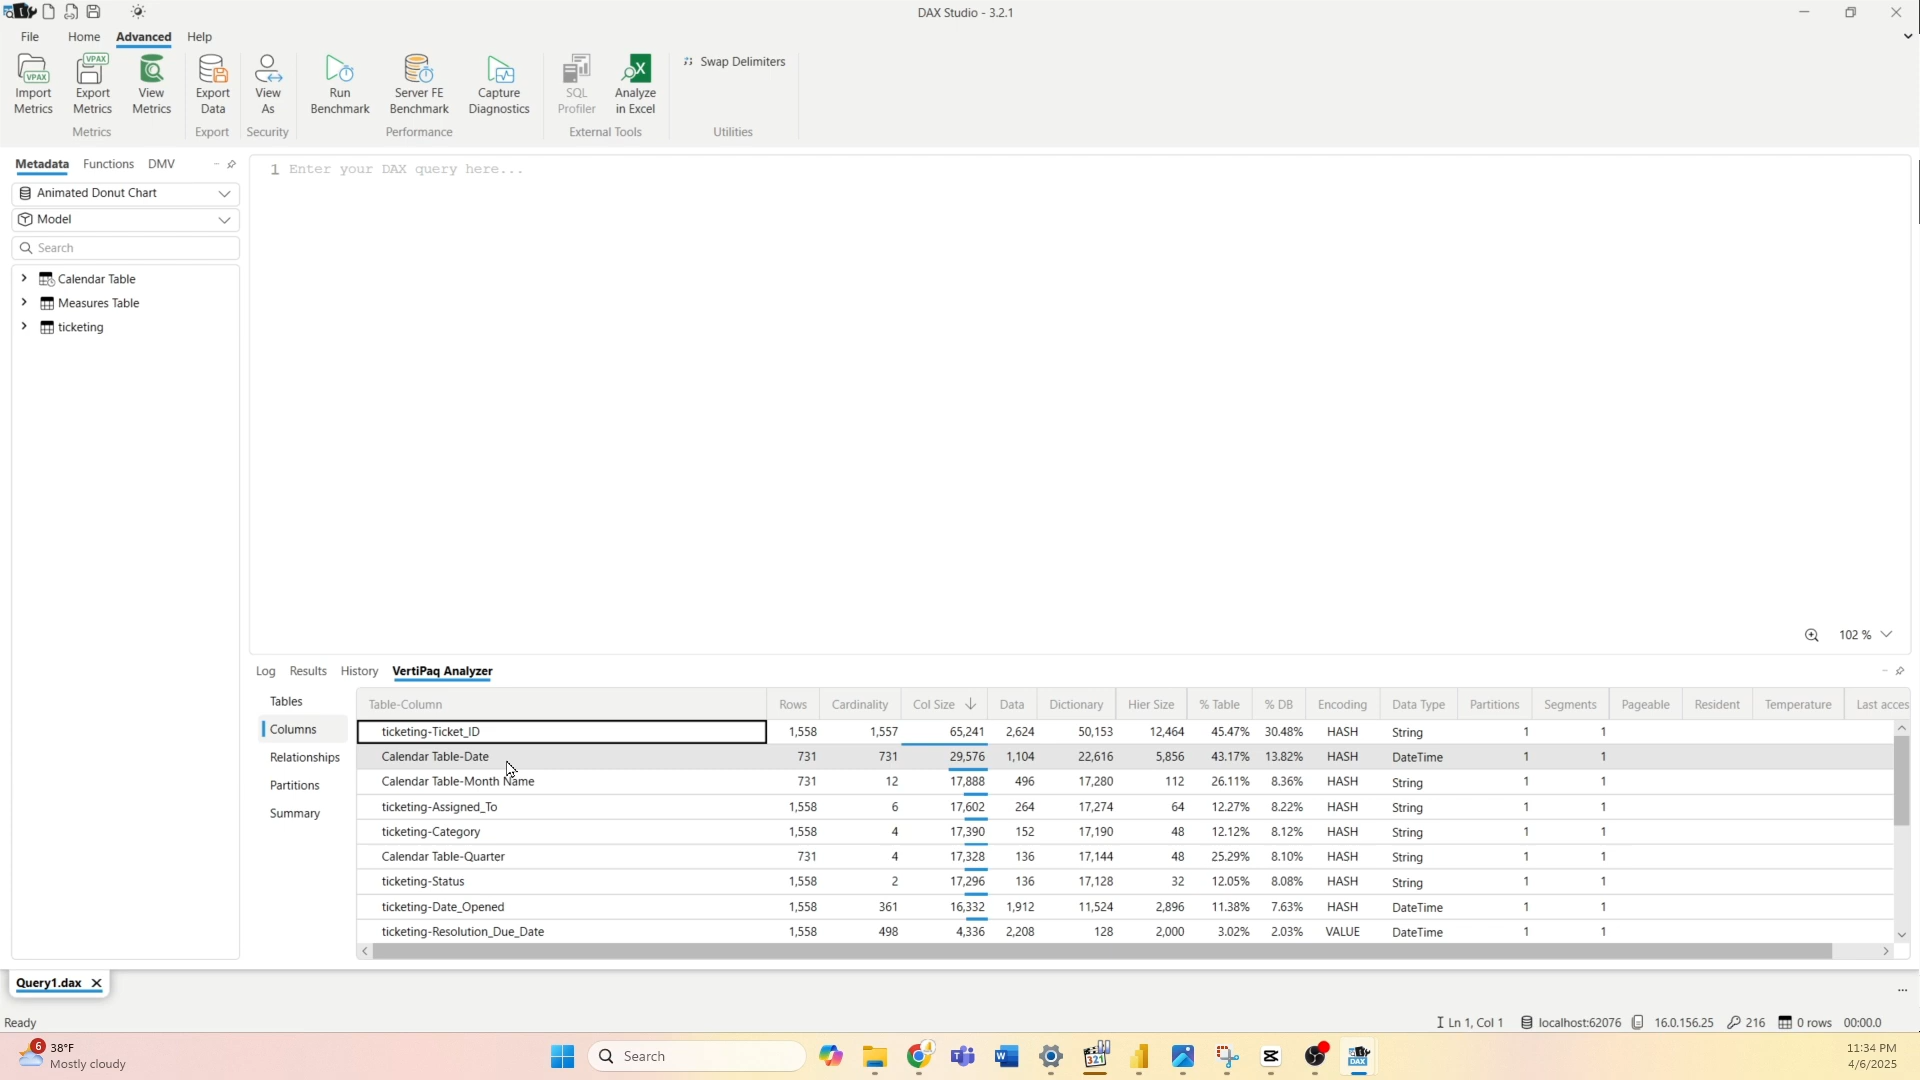 DAX Studio - 3.2.1
File Home Advanced Help
Import Metrics
Export Metrics
View Metrics
Metrics
Export Data
Export
View As
Security
Run Benchmark
Server FE Benchmark
Capture Diagnostics
Performance
SQL Profiler
Analyze in Excel
External Tools
Swap Delimiters
Utilities
Metadata Functions DMV
Animated Donut Chart
Model
Search
Calendar Table
Measures Table
ticketing
1 Enter your DAX query here...
102 %
Log Results History VertiPaq Analyzer
Tables
Columns
Relationships
Partitions
Summary
Table-Column Rows Cardinality Col Size Data Dictionary Hier Size % Table % DB Encoding Data Type Partitions Segments Pageable Resident Temperature Last acces
ticketing-Ticket_ID 1,558 1,557 65,241 2,624 50,153 12,464 45.47% 30.48% HASH String 1 1
Calendar Table-Date 731 731 29,576 1,104 22,616 5,856 43.17% 13.82% HASH DateTime 1 1
Calendar Table-Month Name 731 12 17,888 496 17,280 112 26.11% 8.36% HASH String 1 1
ticketing-Assigned_To 1,558 6 17,602 264 17,274 64 12.27% 8.22% HASH String 1 1
ticketing-Category 1,558 4 17,390 152 17,190 48 12.12% 8.12% HASH String 1 1
Calendar Table-Quarter 731 4 17,328 136 17,144 48 25.29% 8.10% HASH String 1 1
ticketing-Status 1,558 2 17,296 136 17,128 32 12.05% 8.08% HASH String 1 1
ticketing-Date_Opened 1,558 361 16,332 1,912 11,524 2,896 11.38% 7.63% HASH DateTime 1 1
ticketing-Resolution_Due_Date 1,558 498 4,336 2,208 128 2,000 3.02% 2.03% VALUE DateTime 1 1
Query1.dax
Ready
Ln 1, Col 1 localhost:62076 16.0.156.25 216 0 rows 00:00.0
6
38°F
Mostly cloudy
Search
11:34 PM
4/6/2025